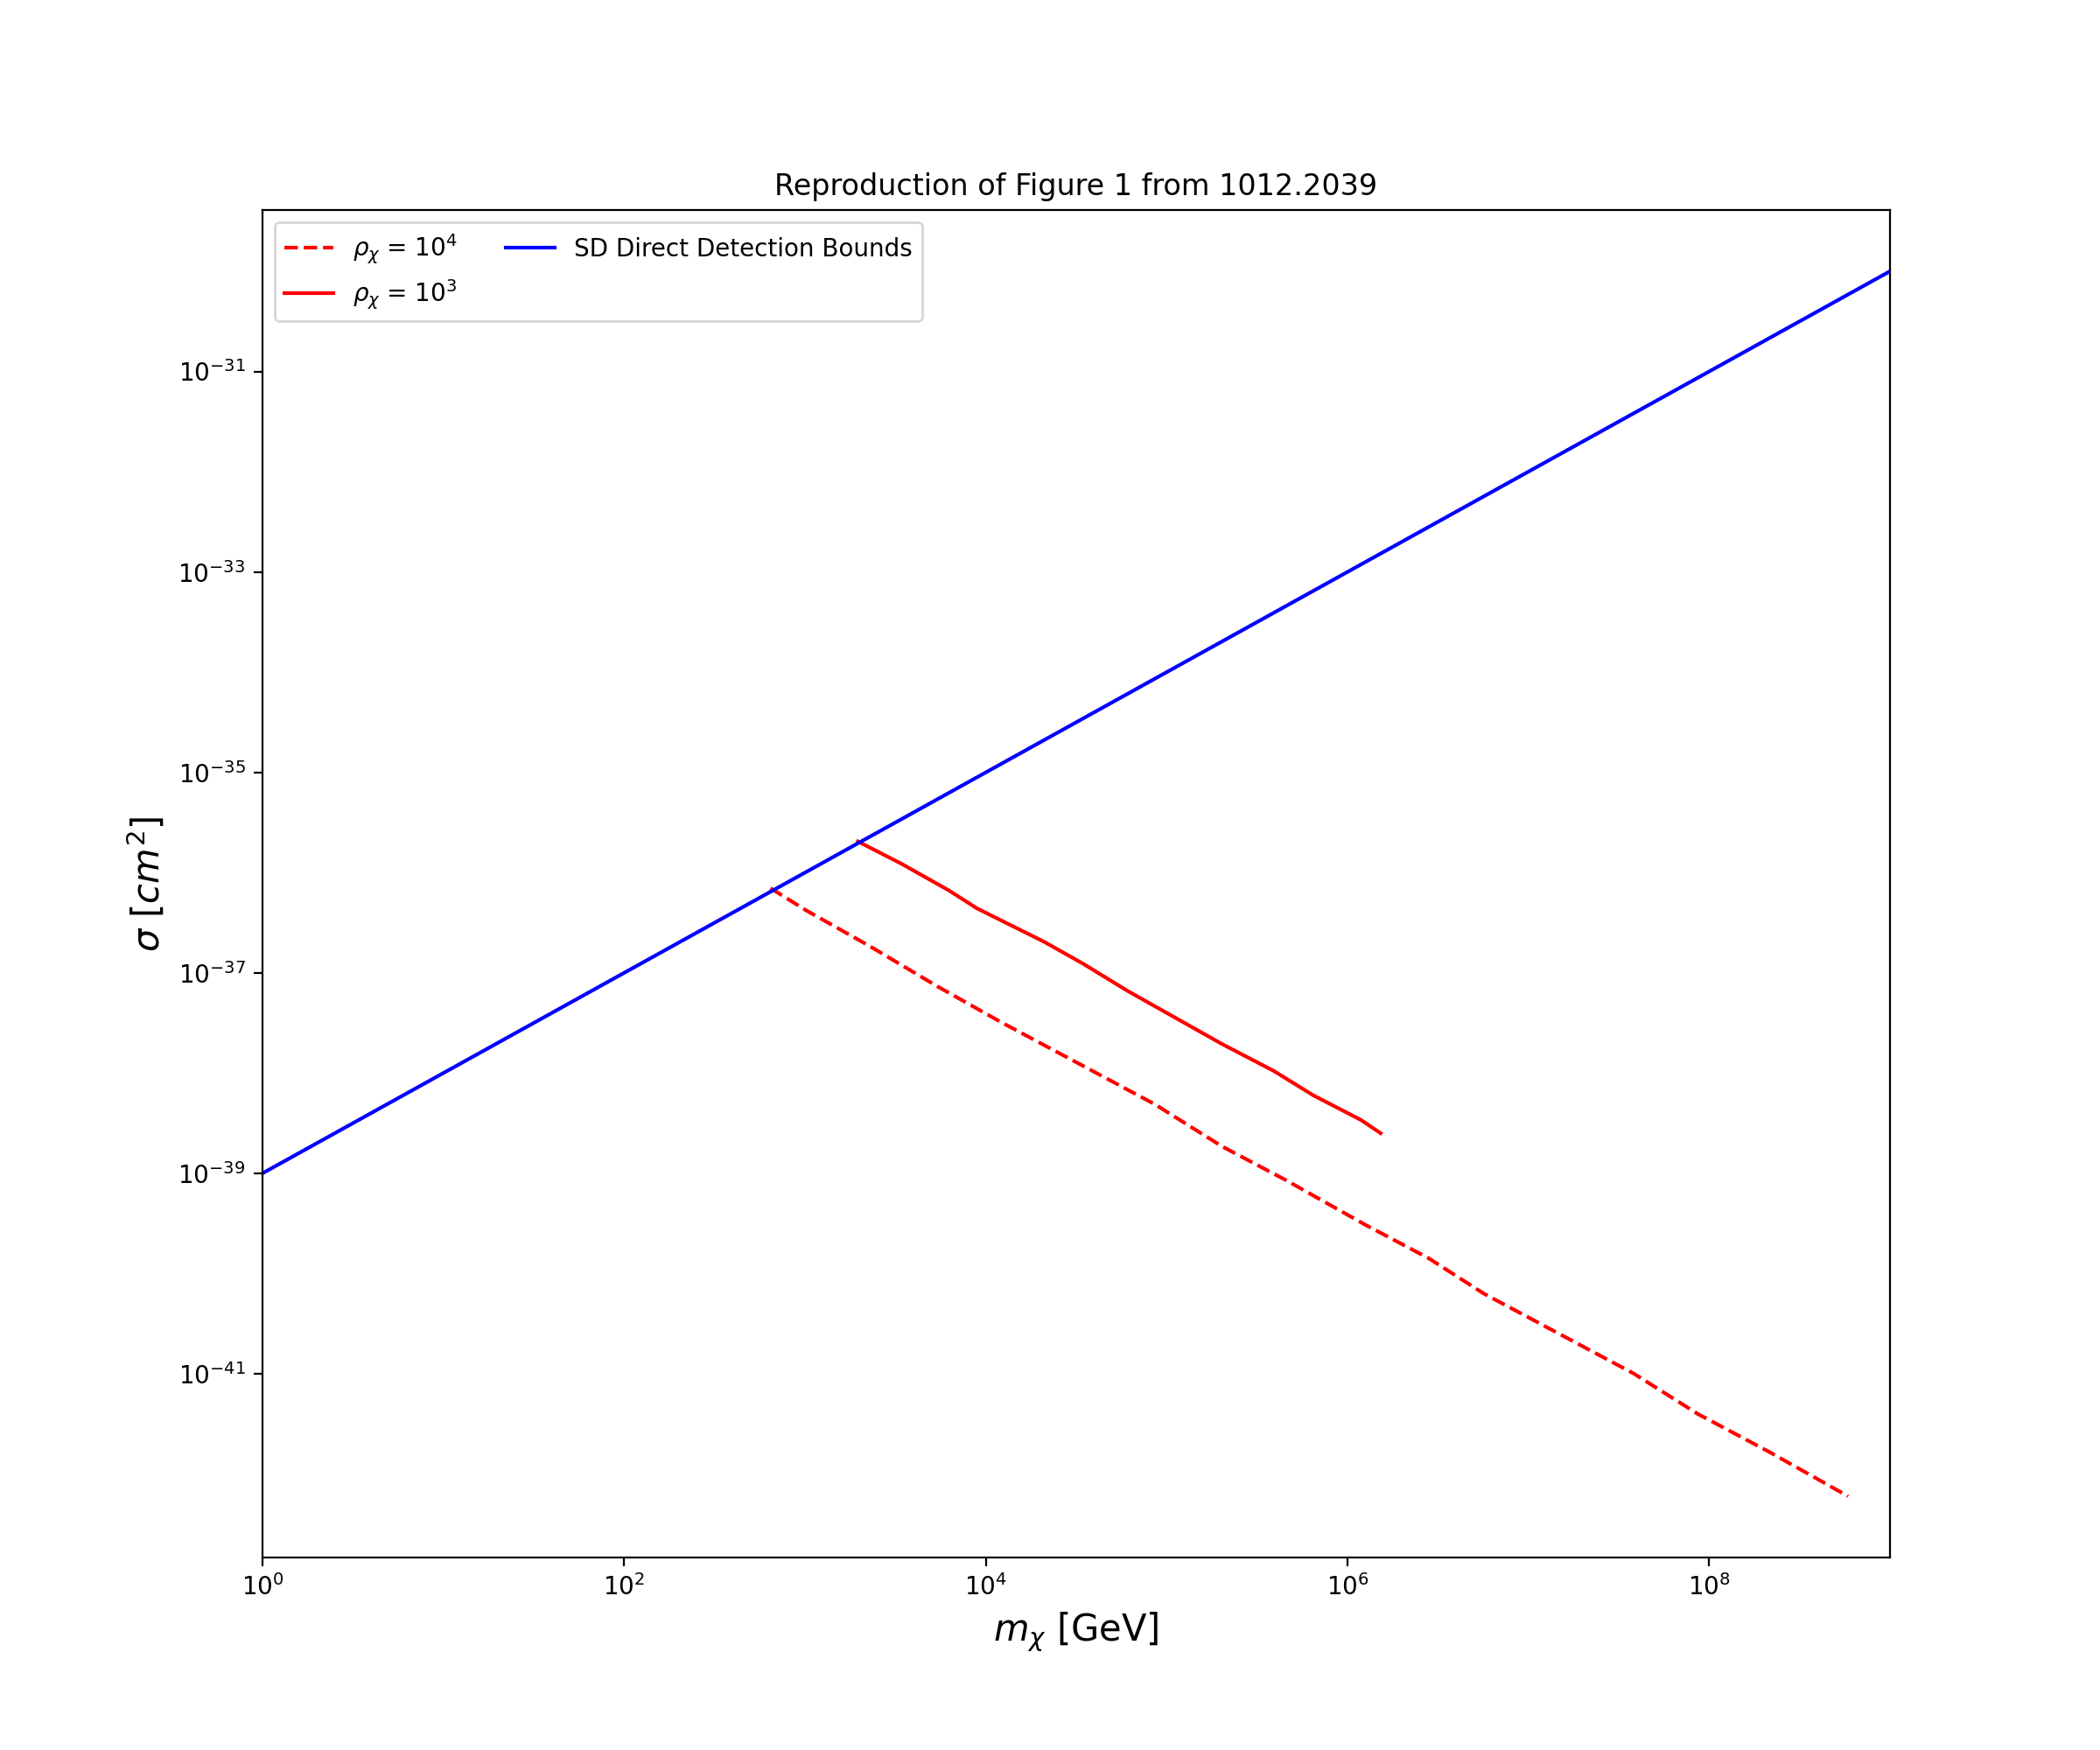 Reproduction of Figure 1 from 1012.2039
ρχ = 10⁴
ρχ = 10³
SD Direct Detection Bounds
10⁻³¹
10⁻³³
10⁻³⁵
10⁻³⁷
10⁻³⁹
10⁻⁴¹
σ [cm²]
10⁰ 10² 10⁴ 10⁶ 10⁸
mχ [GeV]